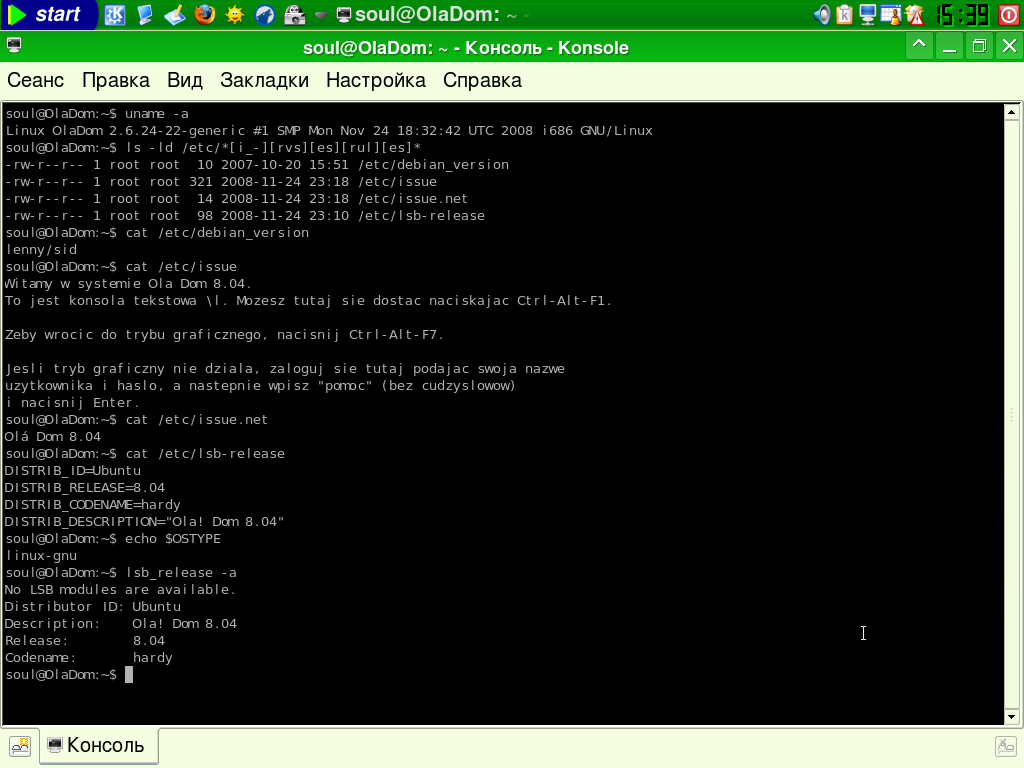 start
soul@OlaDom: ~
15:39
soul@OlaDom: ~ - Консоль - Konsole
Сеанс Правка Вид Закладки Настройка Справка
soul@OlaDom:~$ uname -a
Linux OlaDom 2.6.24-22-generic #1 SMP Mon Nov 24 18:32:42 UTC 2008 i686 GNU/Linux
soul@OlaDom:~$ ls -ld /etc/*[i_-][rvs][es][rul][es]*
-rw-r--r-- 1 root root  10 2007-10-20 15:51 /etc/debian_version
-rw-r--r-- 1 root root 321 2008-11-24 23:18 /etc/issue
-rw-r--r-- 1 root root  14 2008-11-24 23:18 /etc/issue.net
-rw-r--r-- 1 root root  98 2008-11-24 23:10 /etc/lsb-release
soul@OlaDom:~$ cat /etc/debian_version
lenny/sid
soul@OlaDom:~$ cat /etc/issue
Witamy w systemie Ola Dom 8.04.
To jest konsola tekstowa \l. Mozesz tutaj sie dostac naciskajac Ctrl-Alt-F1.
Zeby wrocic do trybu graficznego, nacisnij Ctrl-Alt-F7.
Jesli tryb graficzny nie dziala, zaloguj sie tutaj podajac swoja nazwe
uzytkownika i haslo, a nastepnie wpisz "pomoc" (bez cudzyslowow)
i nacisnij Enter.
soul@OlaDom:~$ cat /etc/issue.net
Olá Dom 8.04
soul@OlaDom:~$ cat /etc/lsb-release
DISTRIB_ID=Ubuntu
DISTRIB_RELEASE=8.04
DISTRIB_CODENAME=hardy
DISTRIB_DESCRIPTION="Ola! Dom 8.04"
soul@OlaDom:~$ echo $OSTYPE
linux-gnu
soul@OlaDom:~$ lsb_release -a
No LSB modules are available.
Distributor ID: Ubuntu
Description:    Ola! Dom 8.04
Release:        8.04
Codename:       hardy
soul@OlaDom:~$
Консоль